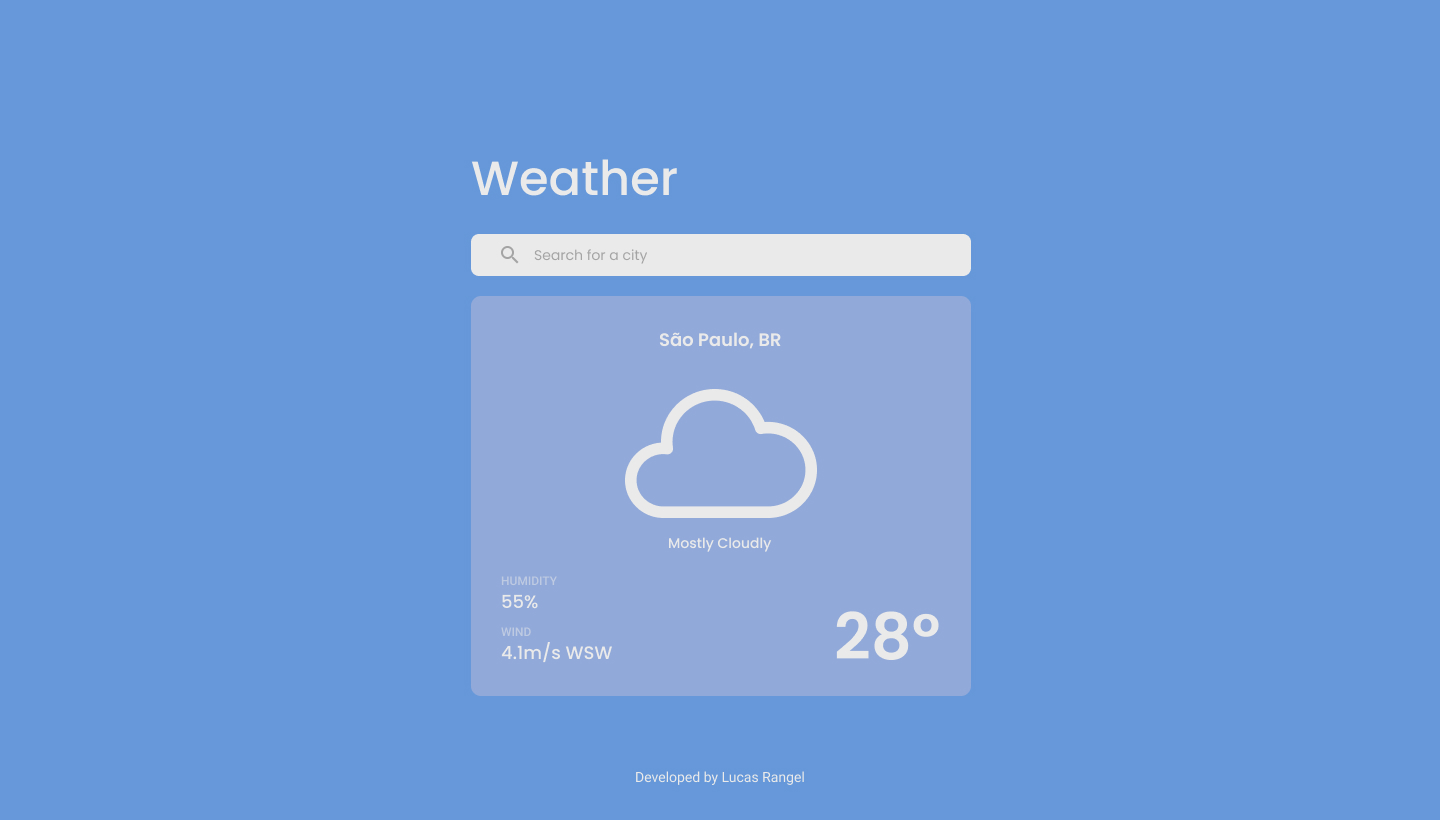 Weather
Search for a city
São Paulo, BR
Mostly Cloudly
HUMIDITY
55%
WIND
4.1m/s WSW
28°
Developed by Lucas Rangel